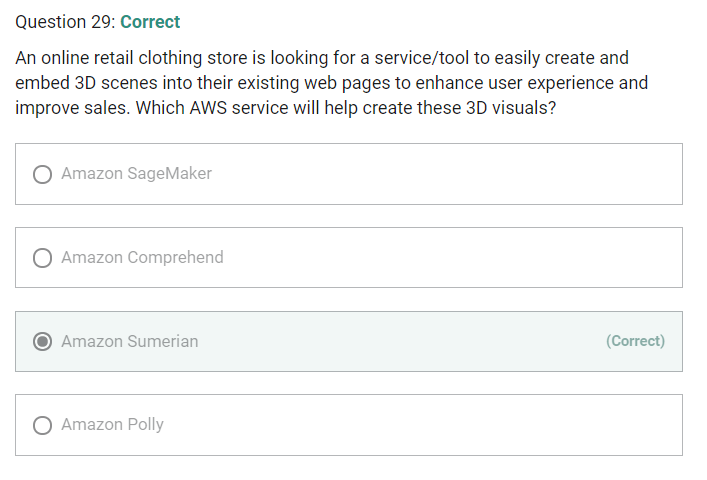 Question 29: Correct
An online retail clothing store is looking for a service/tool to easily create and
embed 3D scenes into their existing web pages to enhance user experience and
improve sales. Which AWS service will help create these 3D visuals?
Amazon SageMaker
Amazon Comprehend
Amazon Sumerian (Correct)
Amazon Polly